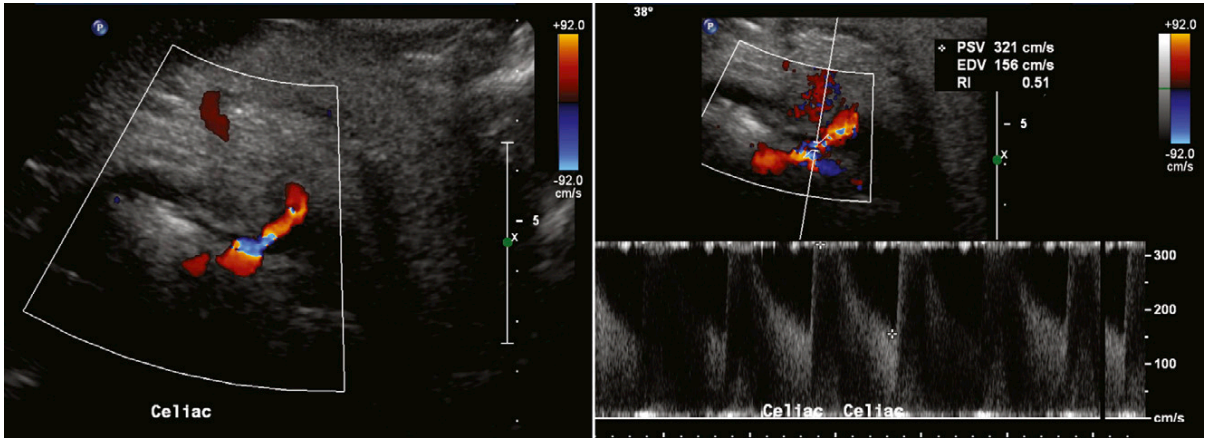 P
+92.0
-92.0
cm/s
5
X
Celiac
38°
P
PSV 321 cm/s
EDV 156 cm/s
RI 0.51
+92.0
-92.0
cm/s
5
X
300
200
100
cm/s
Celiac Celiac